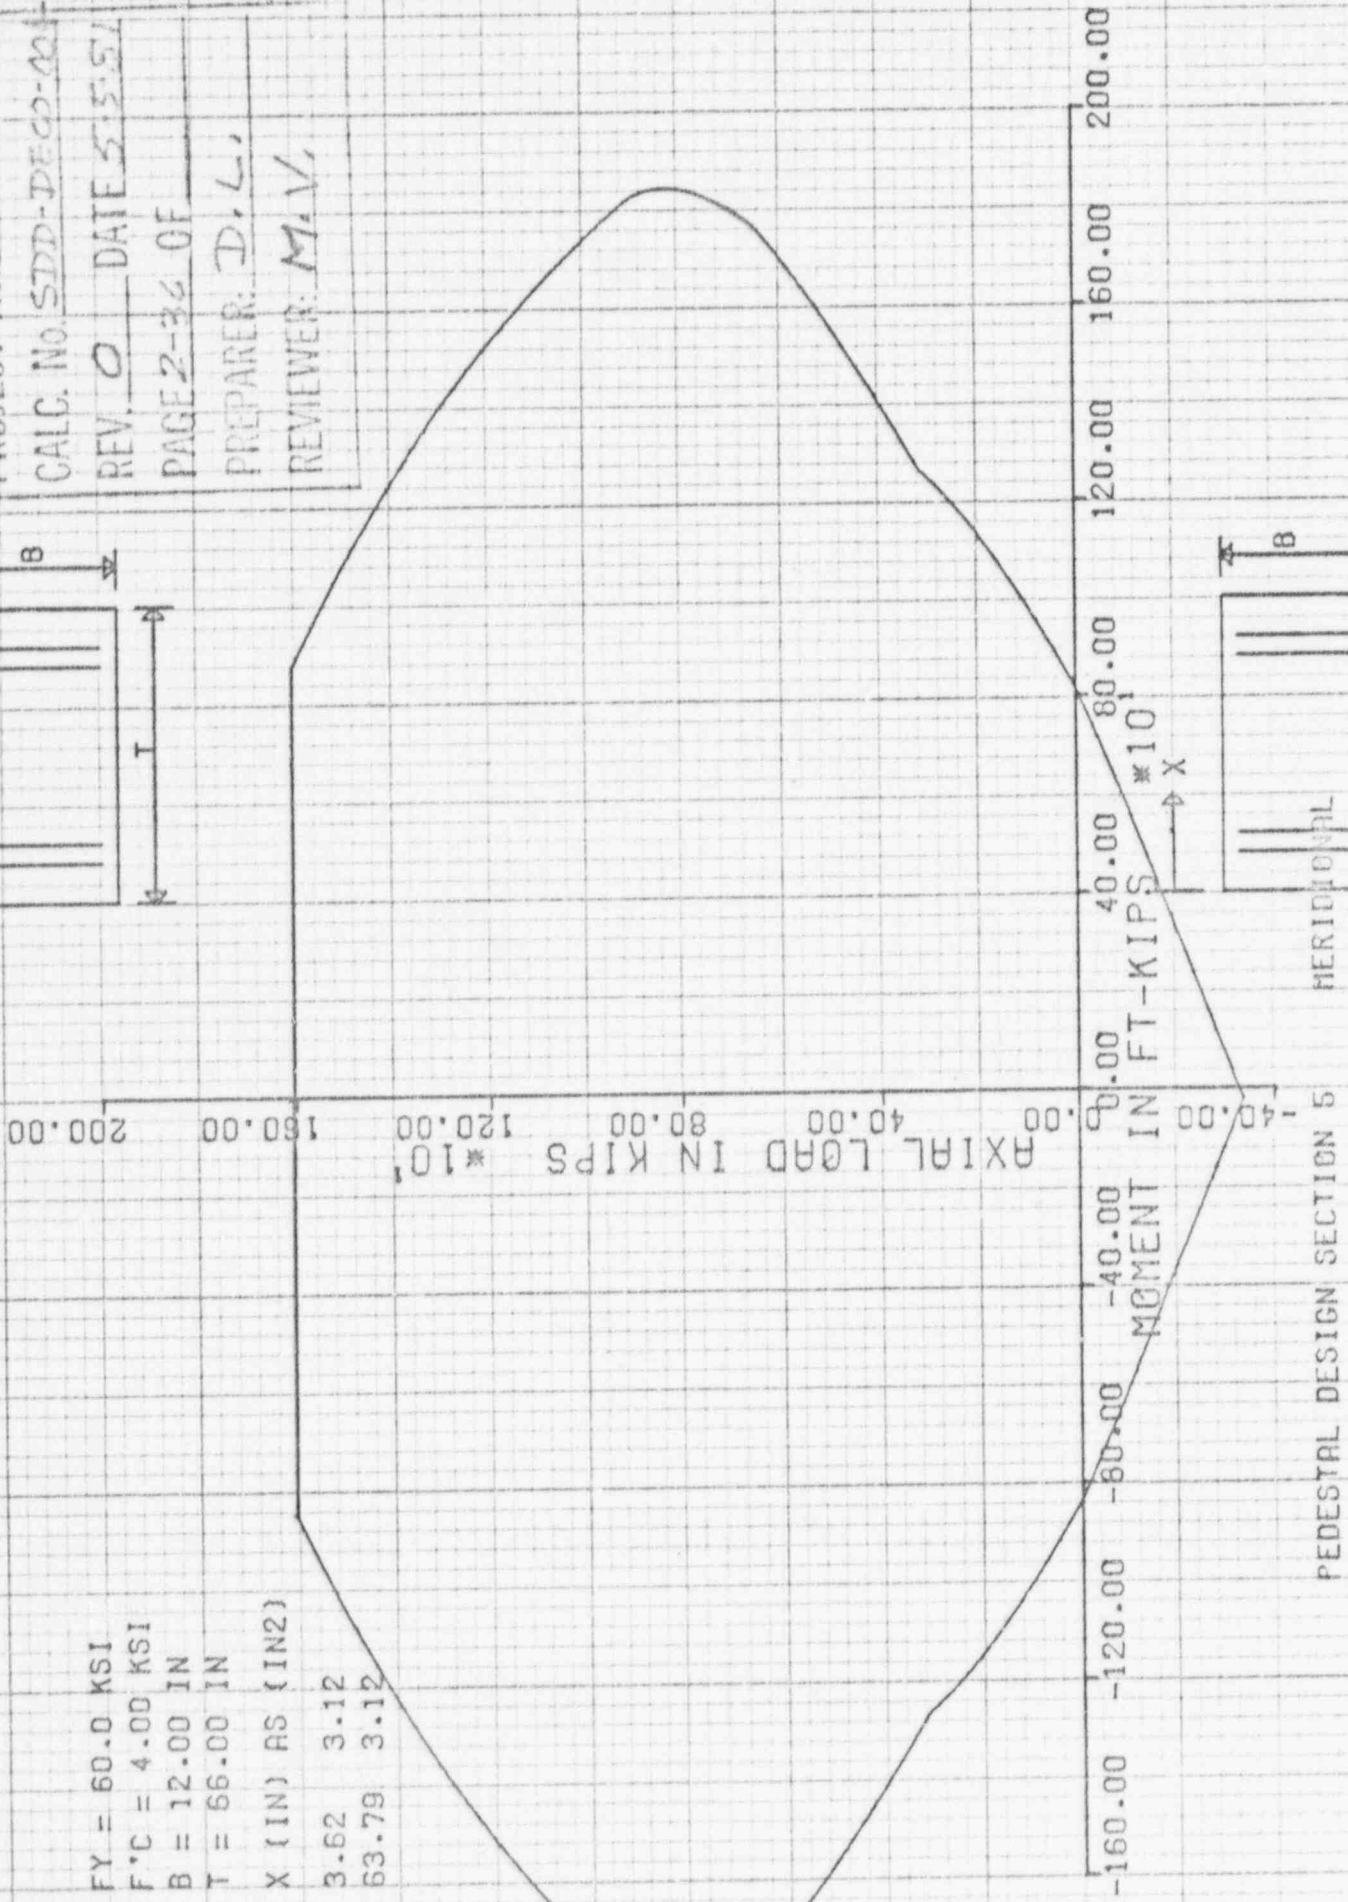 CALC. No. SDD-DECO-
REV. 0 DATE 5-5-81
PAGE 2-36 OF
PREPARER: D.L.
REVIEWER: M.V.
B
T
FY = 60.0 KSI
F'C = 4.00 KSI
B = 12.00 IN
T = 66.00 IN
X (IN) AS (IN2)
3.62 3.12
63.79 3.12
200.00
160.00
120.00
80.00
40.00
0.00
-40.00
AXIAL LOAD IN KIPS *10¹
-160.00 -120.00 -80.00 -40.00 0.00 40.00 80.00 120.00 160.00 200.00
MOMENT IN FT-KIPS *10¹
X
B
PEDESTAL DESIGN SECTION 5 MERIDIONAL